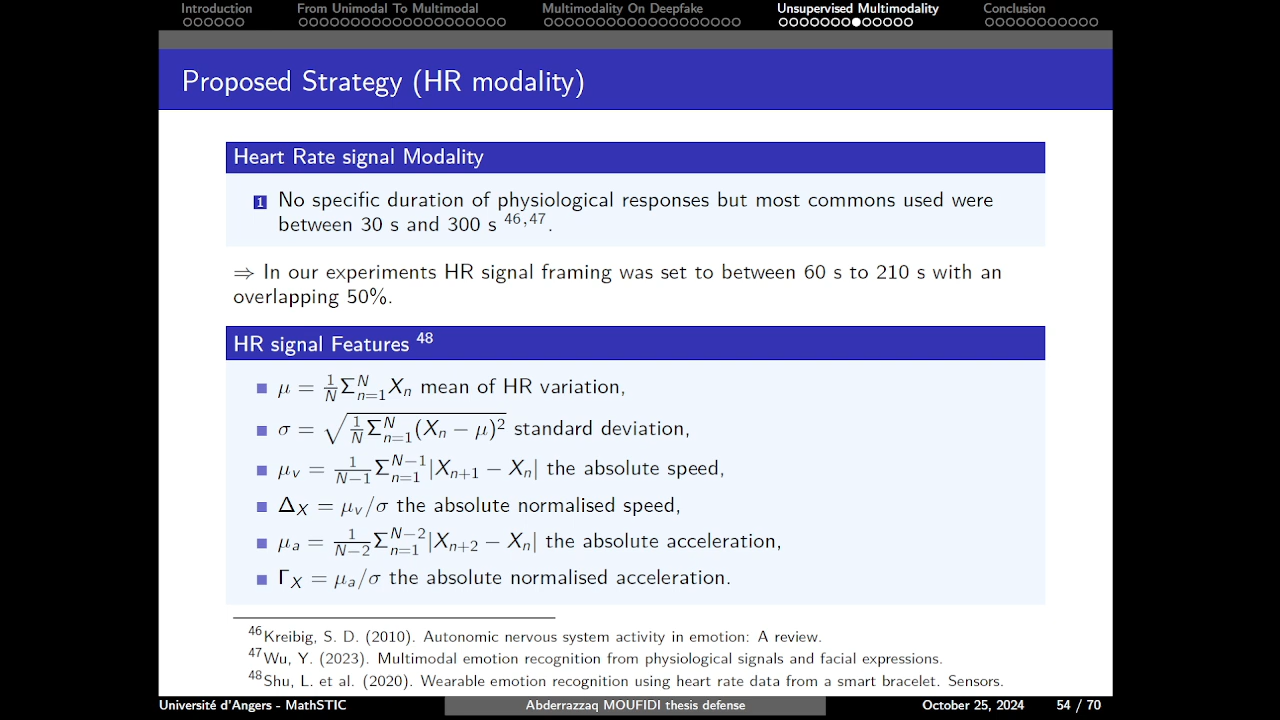 Introduction From Unimodal To Multimodal Multimodality On Deepfake Unsupervised Multimodality Conclusion
Proposed Strategy (HR modality)
Heart Rate signal Modality
1 No specific duration of physiological responses but most commons used were
between 30 s and 300 s 46,47.
⇒ In our experiments HR signal framing was set to between 60 s to 210 s with an
overlapping 50%.
HR signal Features 48
μ = 1/N Σ_{n=1}^{N} X_n mean of HR variation,
σ = √(1/N Σ_{n=1}^{N} (X_n − μ)^2) standard deviation,
μ_v = 1/(N−1) Σ_{n=1}^{N−1} |X_{n+1} − X_n| the absolute speed,
Δ_X = μ_v/σ the absolute normalised speed,
μ_a = 1/(N−2) Σ_{n=1}^{N−2} |X_{n+2} − X_n| the absolute acceleration,
Γ_X = μ_a/σ the absolute normalised acceleration.
46 Kreibig, S. D. (2010). Autonomic nervous system activity in emotion: A review.
47 Wu, Y. (2023). Multimodal emotion recognition from physiological signals and facial expressions.
48 Shu, L. et al. (2020). Wearable emotion recognition using heart rate data from a smart bracelet. Sensors.
Université d'Angers - MathSTIC Abderrazzaq MOUFIDI thesis defense October 25, 2024 54 / 70